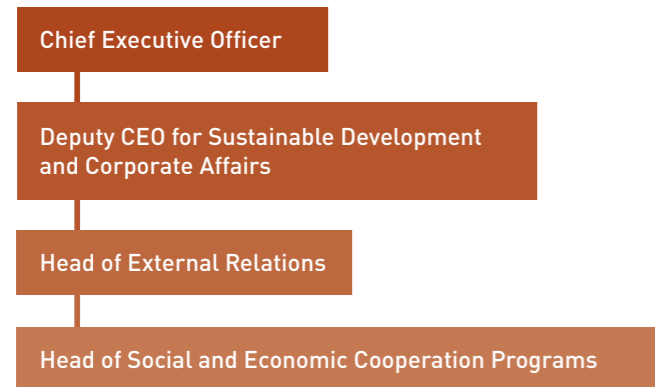 Chief Executive Officer
Deputy CEO for Sustainable Development
and Corporate Affairs
Head of External Relations
Head of Social and Economic Cooperation Programs